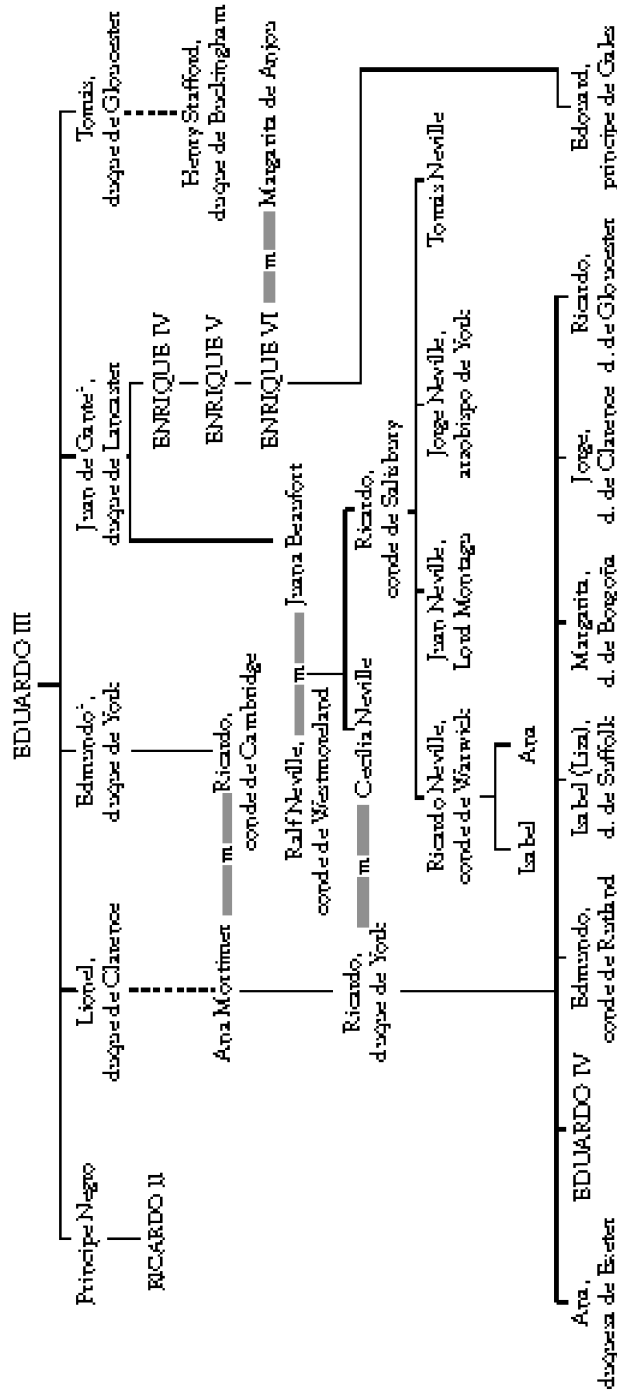 EDUARDO III
Príncipe Negro
RICARDO II
Lionel,
duque de Clarence
Edmundo¹,
duque de York
Juan de Gante¹,
duque de Lancaster
Tomás,
duque de Gloucester
Ana Mortimer
m
Ricardo,
conde de Cambridge
ENRIQUE IV
ENRIQUE V
ENRIQUE VI
m
Margarita de Anjou
Henry Stafford,
duque de Buckingham
Ralf Neville,
conde de Westmoreland
m
Juana Beaufort
Ricardo,
duque de York
m
Cecilia Neville
Ricardo,
conde de Salisbury
Ricardo Neville,
conde de Warwick
Juan Neville,
Lord Montagu
Jorge Neville,
arzobispo de York
Tomás Neville
Isabel
Ana
Ana,
duquesa de Exeter
EDUARDO IV
Edmundo,
conde de Rutland
Isabel (Liza),
d. de Suffolk
Margarita,
d. de Borgoña
Jorge,
d. de Clarence
Ricardo,
d. de Gloucester
Edouard,
príncipe de Gales